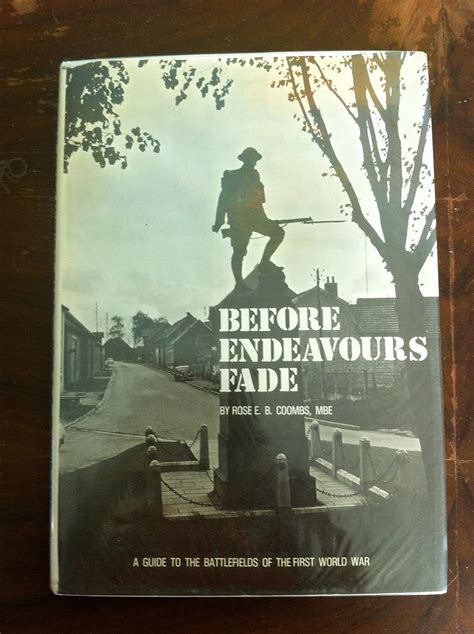 BEFORE
ENDEAVOURS
FADE
BY ROSE E. B. COOMBS, MBE
A GUIDE TO THE BATTLEFIELDS OF THE FIRST WORLD WAR